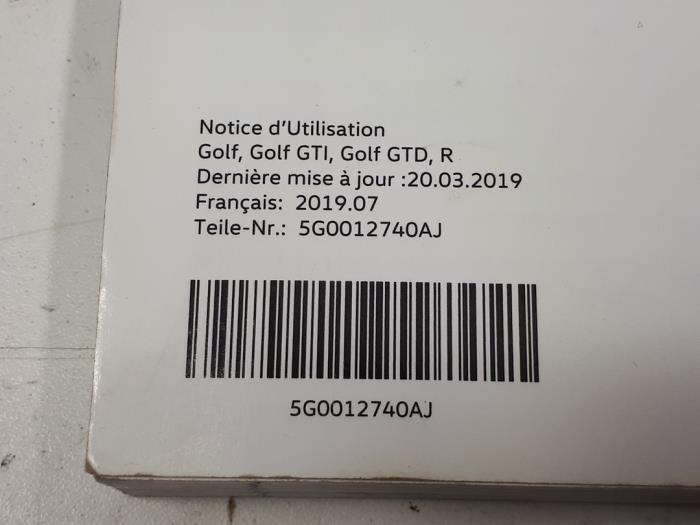 Notice d'Utilisation
Golf, Golf GTI, Golf GTD, R
Dernière mise à jour :20.03.2019
Français: 2019.07
Teile-Nr.: 5G0012740AJ
5G0012740AJ